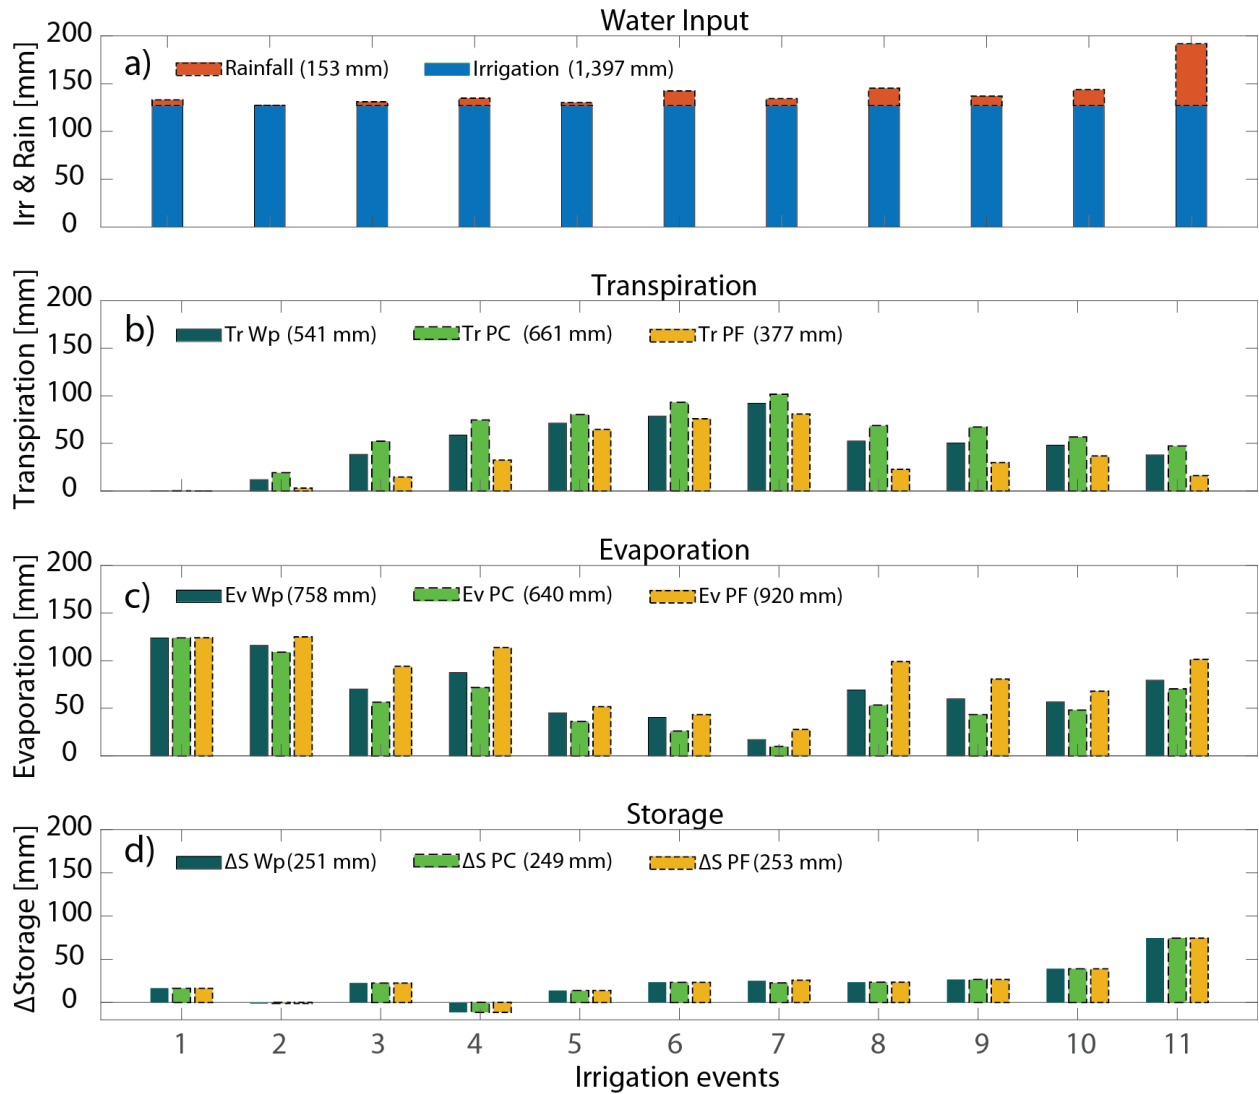 Water Input
Irr & Rain [mm]
200
150
100
50
0
a)
Rainfall (153 mm)
Irrigation (1,397 mm)
Transpiration
Transpiration [mm]
200
150
100
50
0
b)
Tr Wp (541 mm)
Tr PC (661 mm)
Tr PF (377 mm)
Evaporation
Evaporation [mm]
200
150
100
50
0
c)
Ev Wp (758 mm)
Ev PC (640 mm)
Ev PF (920 mm)
Storage
ΔStorage [mm]
200
150
100
50
0
d)
ΔS Wp (251 mm)
ΔS PC (249 mm)
ΔS PF (253 mm)
1 2 3 4 5 6 7 8 9 10 11
Irrigation events